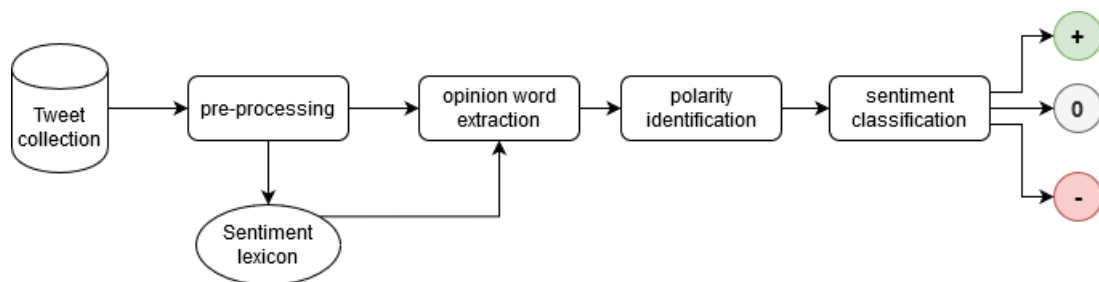 Tweet
collection
pre-processing
Sentiment
lexicon
opinion word
extraction
polarity
identification
sentiment
classification
+
0
-